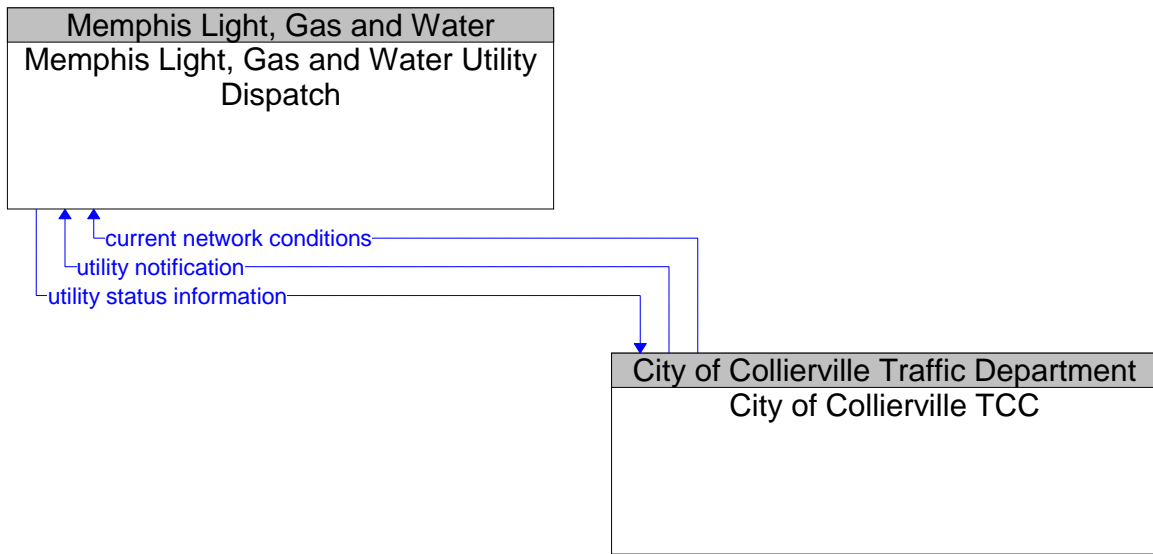 Memphis Light, Gas and Water
Memphis Light, Gas and Water Utility
Dispatch
current network conditions
utility notification
utility status information
City of Collierville Traffic Department
City of Collierville TCC